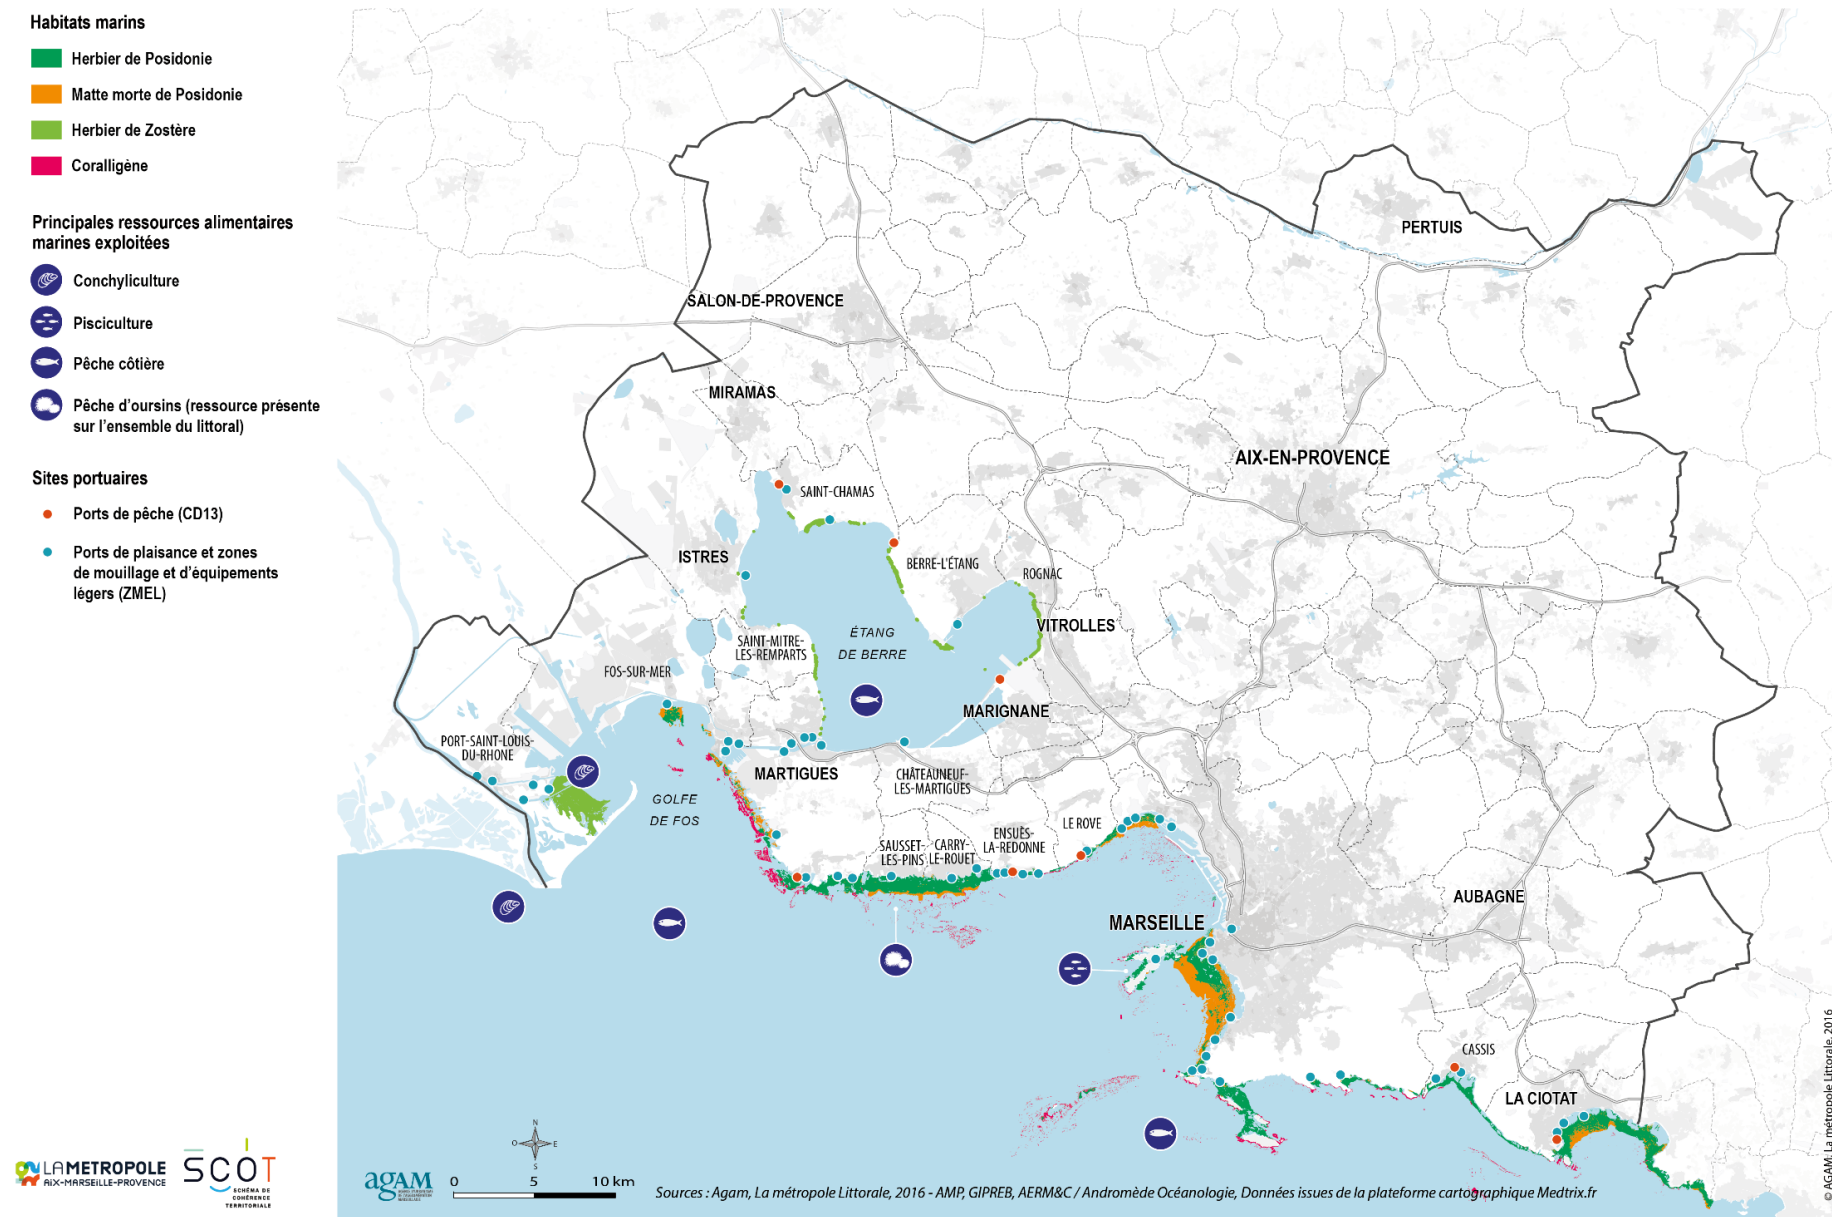 Habitats marins
Herbier de Posidonie
Matte morte de Posidonie
Herbier de Zostère
Coralligène
Principales ressources alimentaires
marines exploitées
Conchyliculture
Pisciculture
Pêche côtière
Pêche d'oursins (ressource présente
sur l'ensemble du littoral)
Sites portuaires
Ports de pêche (CD13)
Ports de plaisance et zones
de mouillage et d'équipements
légers (ZMEL)
PERTUIS
SALON-DE-PROVENCE
MIRAMAS
AIX-EN-PROVENCE
SAINT-CHAMAS
ISTRES
BERRE-L'ÉTANG
ROGNAC
VITROLLES
SAINT-MITRE-
LES-REMPARTS
ÉTANG
DE BERRE
FOS-SUR-MER
MARIGNANE
PORT-SAINT-LOUIS-
DU-RHONE
MARTIGUES
CHÂTEAUNEUF-
LES-MARTIGUES
GOLFE
DE FOS
LE ROVE
ENSUÈS-
LA-REDONNE
SAUSSET-
LES-PINS
CARRY-
LE-ROUET
AUBAGNE
MARSEILLE
CASSIS
LA CIOTAT
N
O
E
S
LA METROPOLE
AIX-MARSEILLE-PROVENCE
SCOT
SCHÉMA DE
COHÉRENCE
TERRITORIALE
agam
0 5 10 km
Sources : Agam, La métropole Littorale, 2016 - AMP, GIPREB, AERM&C / Andromède Océanologie, Données issues de la plateforme cartographique Medtrix.fr
© AGAM: La métropole Littorale, 2016